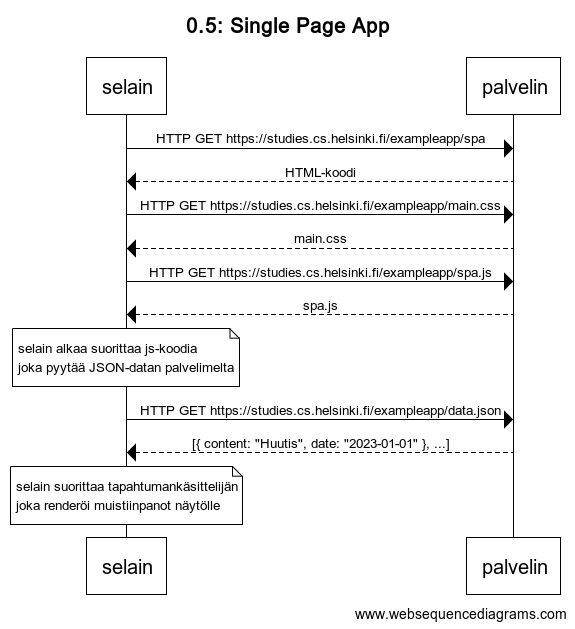 0.5: Single Page App
selain
palvelin
HTTP GET https://studies.cs.helsinki.fi/exampleapp/spa
HTML-koodi
HTTP GET https://studies.cs.helsinki.fi/exampleapp/main.css
main.css
HTTP GET https://studies.cs.helsinki.fi/exampleapp/spa.js
spa.js
selain alkaa suorittaa js-koodia
joka pyytää JSON-datan palvelimelta
HTTP GET https://studies.cs.helsinki.fi/exampleapp/data.json
[{ content: "Huutis", date: "2023-01-01" }, ...]
selain suorittaa tapahtumankäsittelijän
joka renderöi muistiinpanot näytölle
selain
palvelin
www.websequencediagrams.com